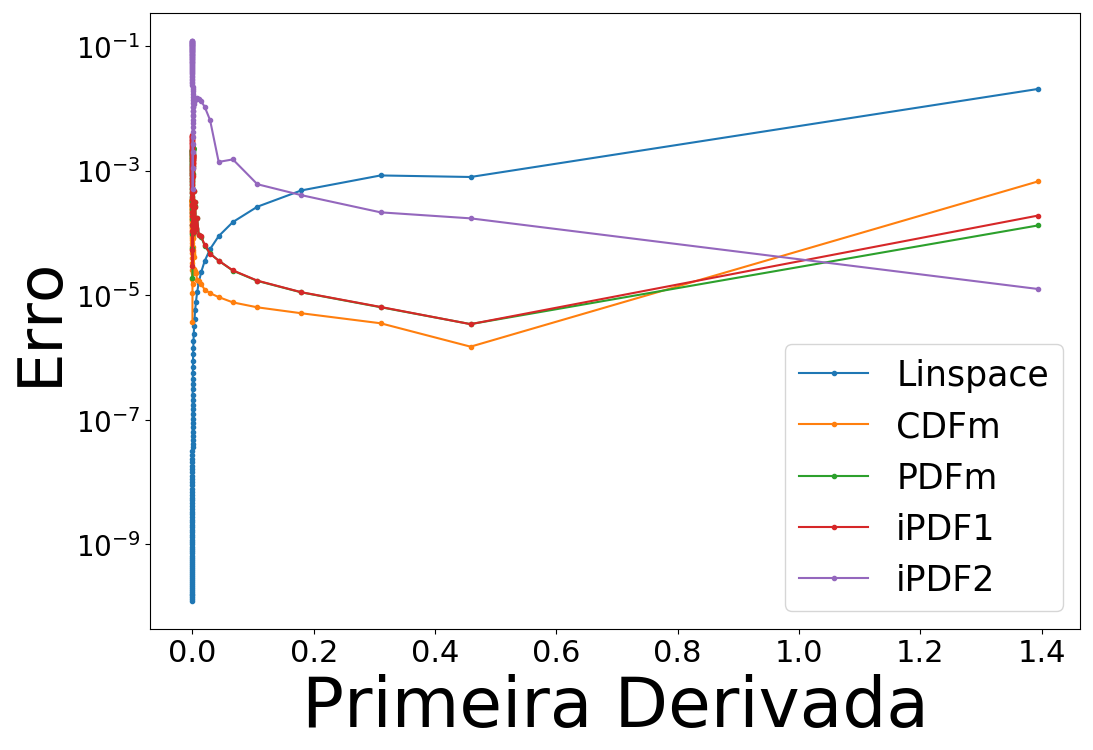 Erro
10⁻¹
10⁻³
10⁻⁵
10⁻⁷
10⁻⁹
Linspace
CDFm
PDFm
iPDF1
iPDF2
0.0 0.2 0.4 0.6 0.8 1.0 1.2 1.4
Primeira Derivada